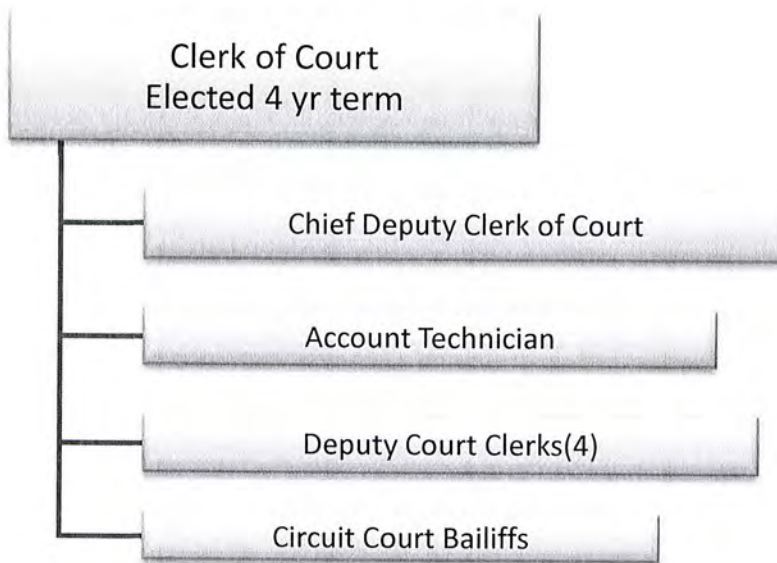 Clerk of Court
Elected 4 yr term
Chief Deputy Clerk of Court
Account Technician
Deputy Court Clerks(4)
Circuit Court Bailiffs